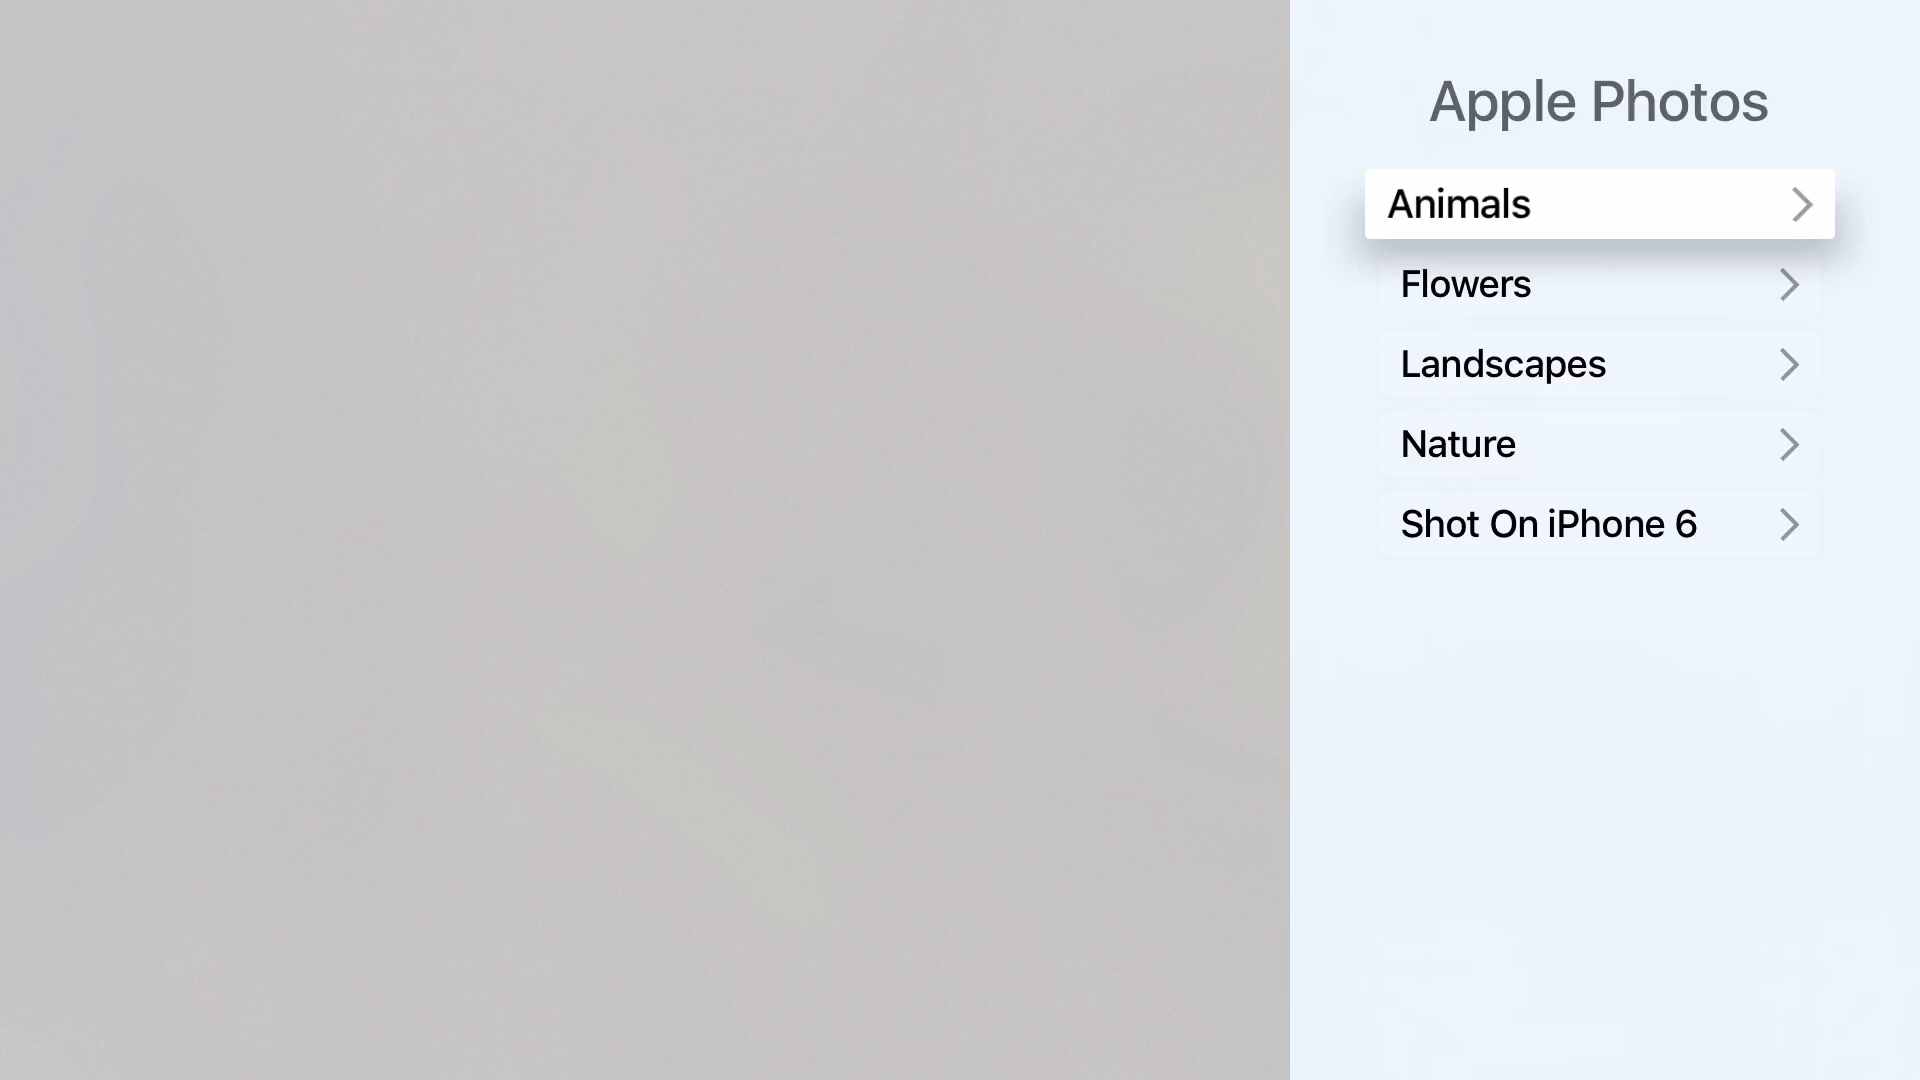 Apple Photos
Animals
Flowers
Landscapes
Nature
Shot On iPhone 6